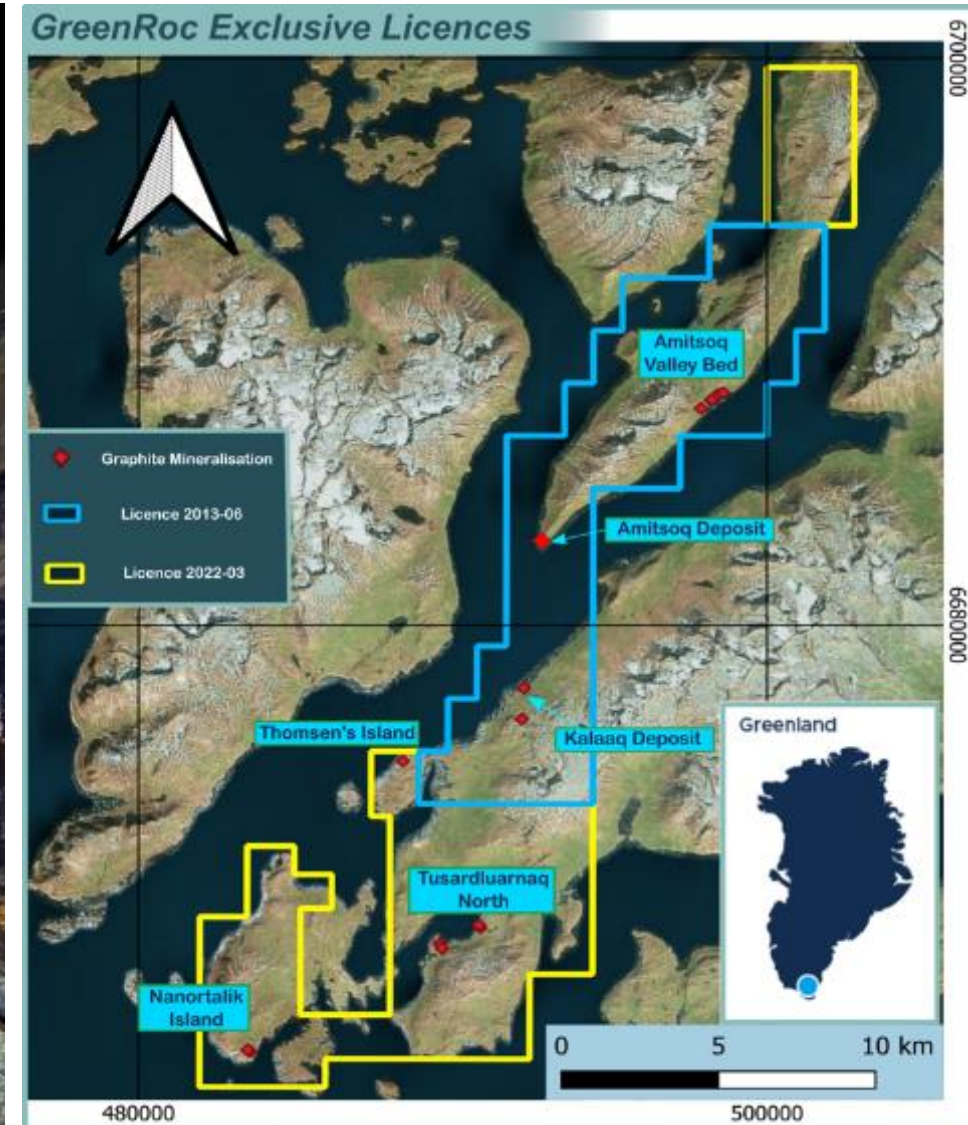 GreenRoc Exclusive Licences
6700000
Amitsoq
Valley Bed
Graphite Mineralisation
Licence 2013-06
Licence 2022-03
Amitsoq Deposit
6680000
Thomsen's Island
Kalaaq Deposit
Greenland
Tusardluarnaq
North
Nanortalik
Island
0 5 10 km
480000 500000